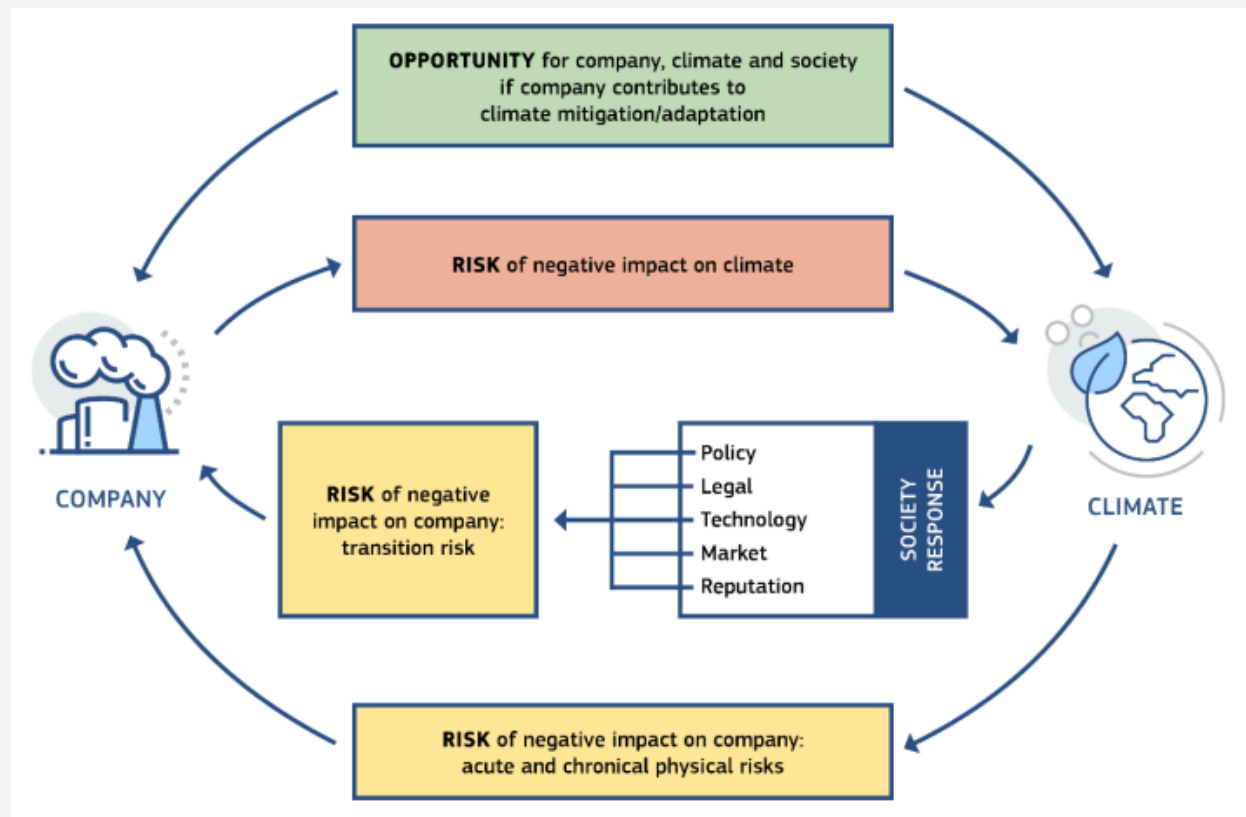 OPPORTUNITY for company, climate and society
if company contributes to
climate mitigation/adaptation
RISK of negative impact on climate
COMPANY
RISK of negative
impact on company:
transition risk
Policy
Legal
Technology
Market
Reputation
SOCIETY
RESPONSE
CLIMATE
RISK of negative impact on company:
acute and chronical physical risks